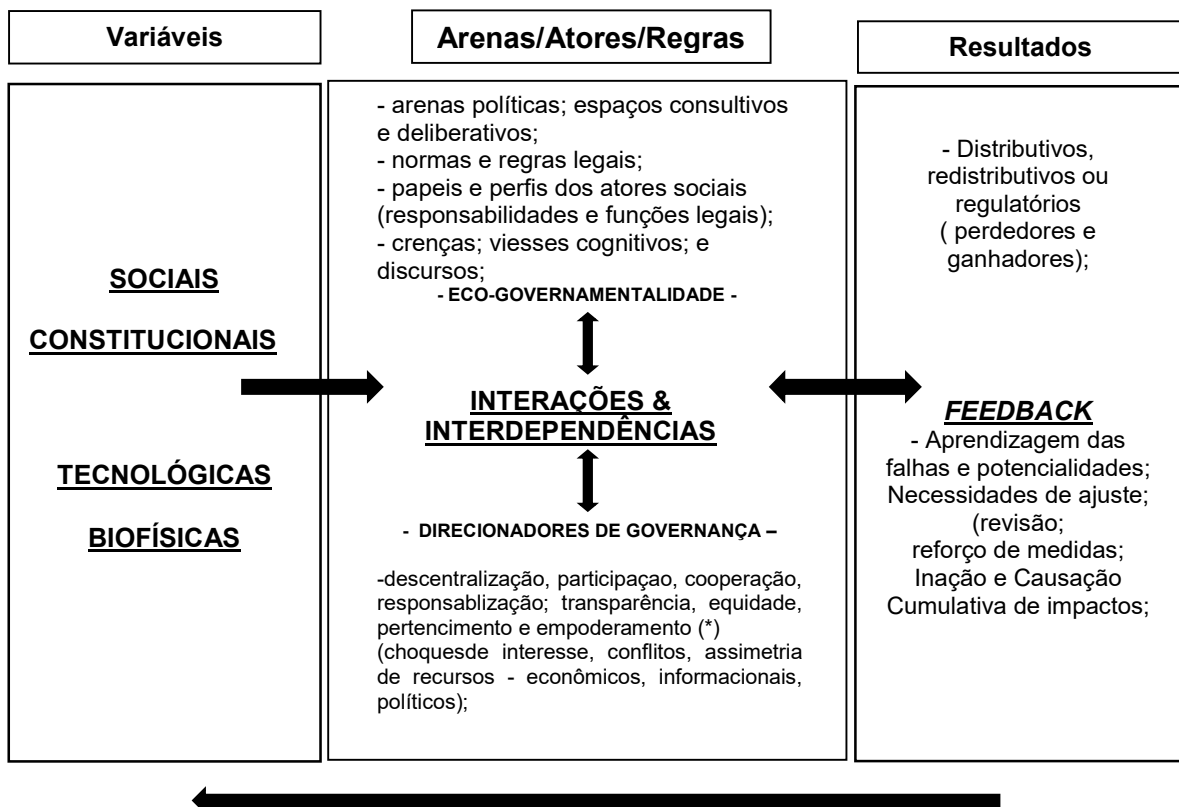 Variáveis
Arenas/Atores/Regras
Resultados
SOCIAIS
CONSTITUCIONAIS
TECNOLÓGICAS
BIOFÍSICAS
- arenas políticas; espaços consultivos
e deliberativos;
- normas e regras legais;
- papeis e perfis dos atores sociais
(responsabilidades e funções legais);
- crenças; viesses cognitivos; e
discursos;
- ECO-GOVERNAMENTALIDADE -
INTERAÇÕES &
INTERDEPENDÊNCIAS
- DIRECIONADORES DE GOVERNANÇA –
-descentralização, participaçao, cooperação,
responsablização; transparência, equidade,
pertencimento e empoderamento (*)
(choquesde interesse, conflitos, assimetria
de recursos - econômicos, informacionais,
políticos);
- Distributivos,
redistributivos ou
regulatórios
( perdedores e
ganhadores);
FEEDBACK
- Aprendizagem das
falhas e potencialidades;
Necessidades de ajuste;
(revisão;
reforço de medidas;
Inação e Causação
Cumulativa de impactos;